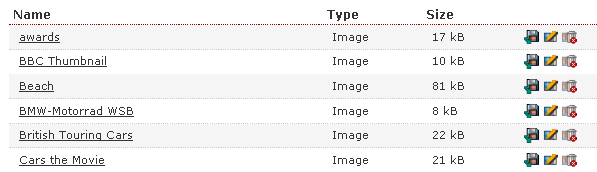 Name Type Size
awards Image 17 kB
BBC Thumbnail Image 10 kB
Beach Image 81 kB
BMW-Motorrad WSB Image 8 kB
British Touring Cars Image 22 kB
Cars the Movie Image 21 kB